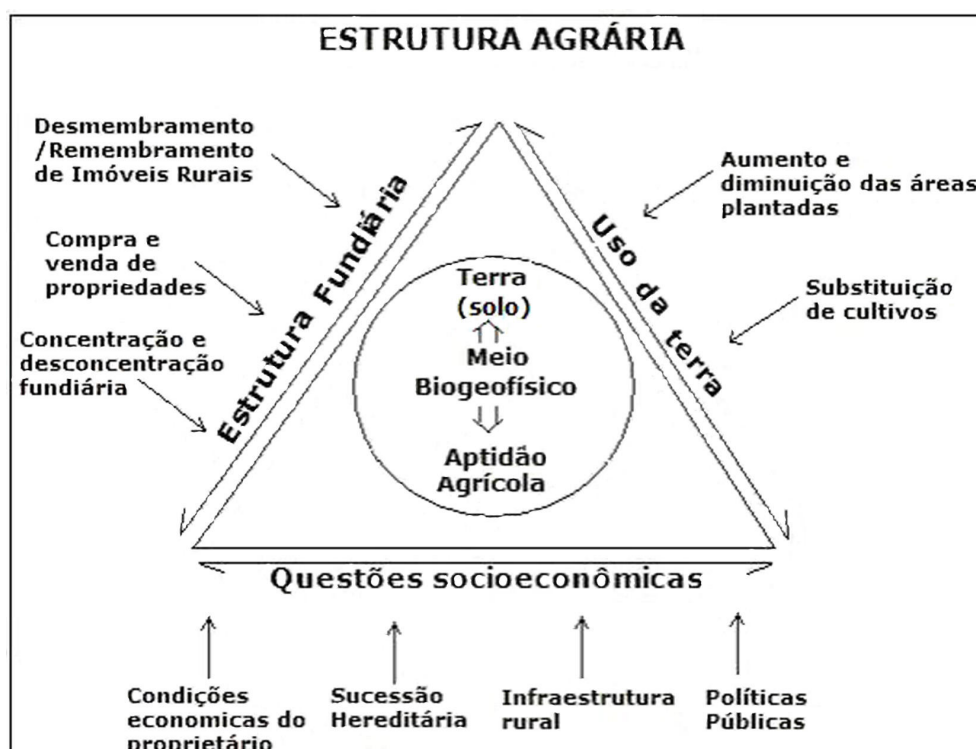 ESTRUTURA AGRÁRIA
Desmembramento
/Remembramento
de Imóveis Rurais
Compra e
venda de
propriedades
Concentração e
desconcentração
fundiária
Estrutura Fundiária
Terra
(solo)
Meio
Biogeofísico
Aptidão
Agrícola
Uso da terra
Aumento e
diminuição das áreas
plantadas
Substituição
de cultivos
Questões socioeconômicas
Condições
economicas do
proprietário
Sucessão
Hereditária
Infraestrutura
rural
Políticas
Públicas